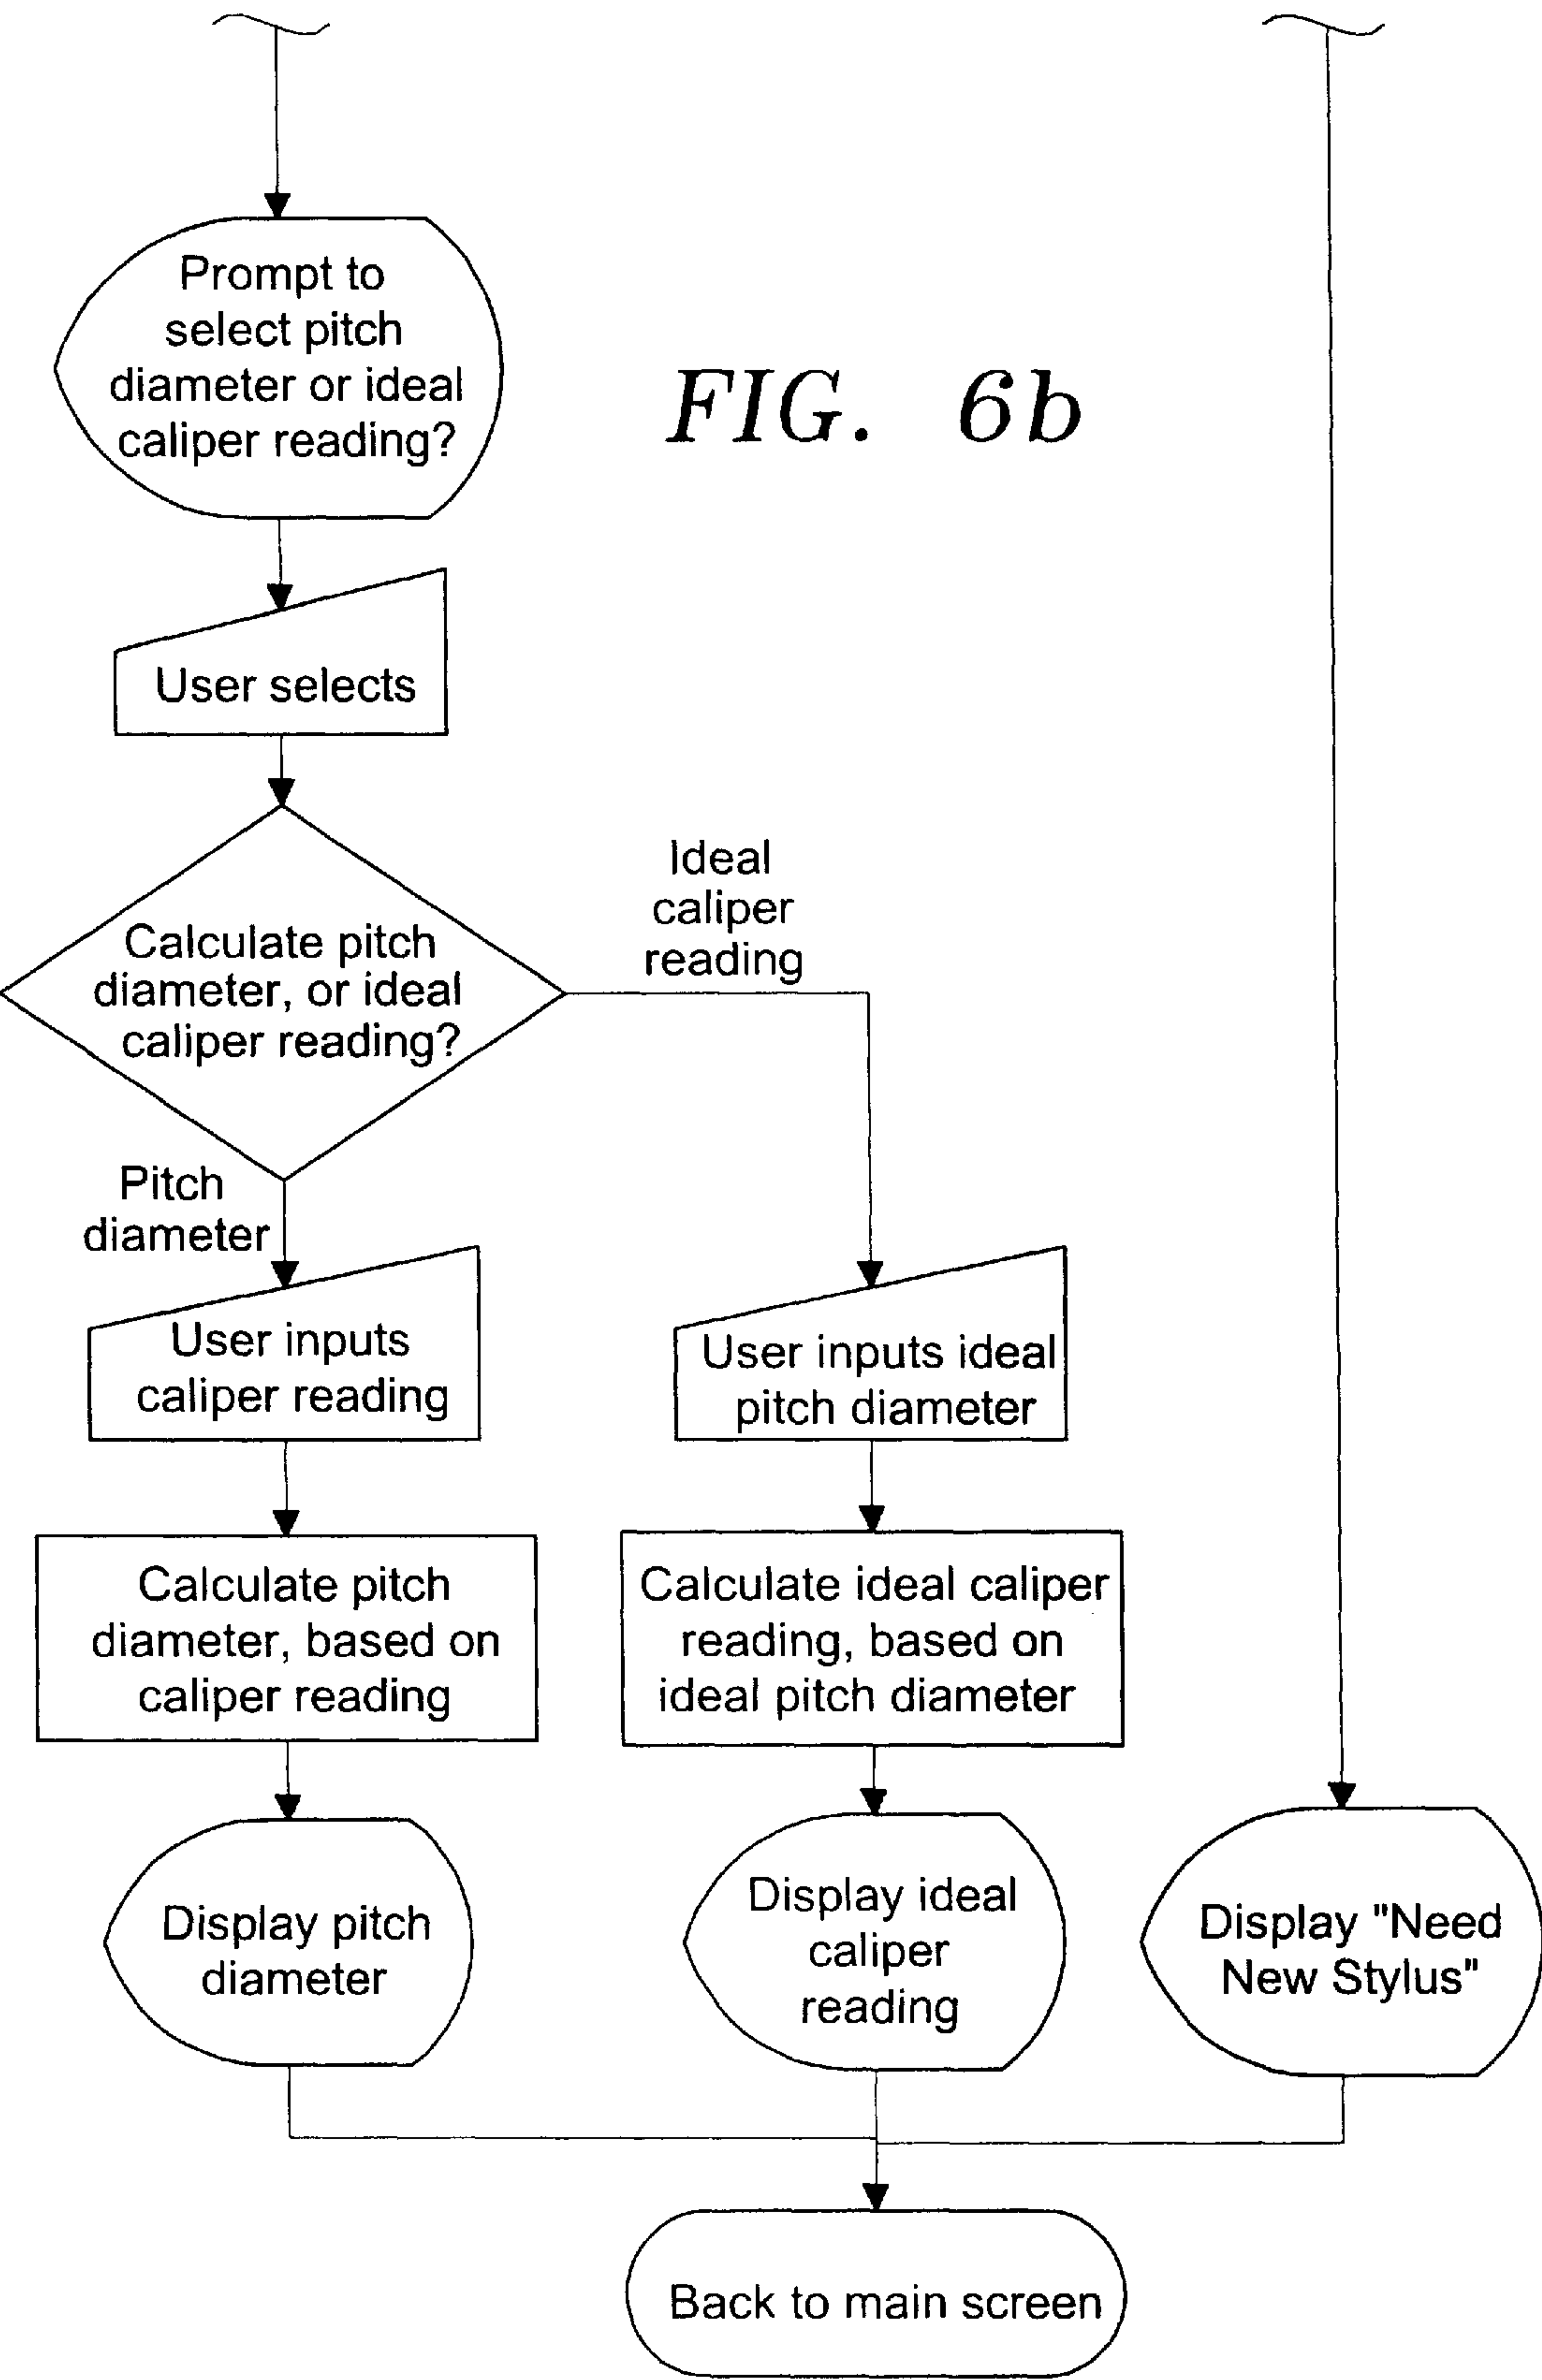 Prompt to
select pitch
diameter or ideal
caliper reading?
FIG. 6b
User selects
Calculate pitch
diameter, or ideal
caliper reading?
Ideal
caliper
reading
Pitch
diameter
User inputs
caliper reading
User inputs ideal
pitch diameter
Calculate pitch
diameter, based on
caliper reading
Calculate ideal caliper
reading, based on
ideal pitch diameter
Display pitch
diameter
Display ideal
caliper
reading
Display "Need
New Stylus"
Back to main screen